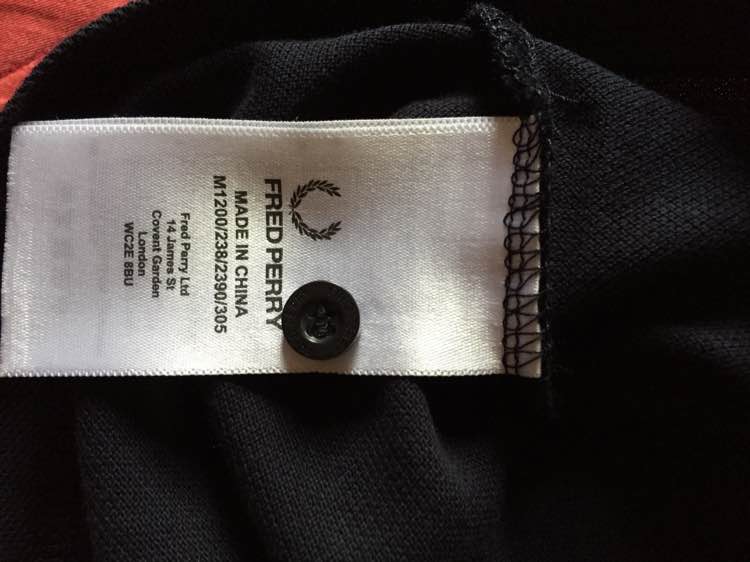 FRED PERRY
MADE IN CHINA
M1200/238/2390/305
Fred Perry Ltd
14 James St
Covent Garden
London
WC2E 8BU